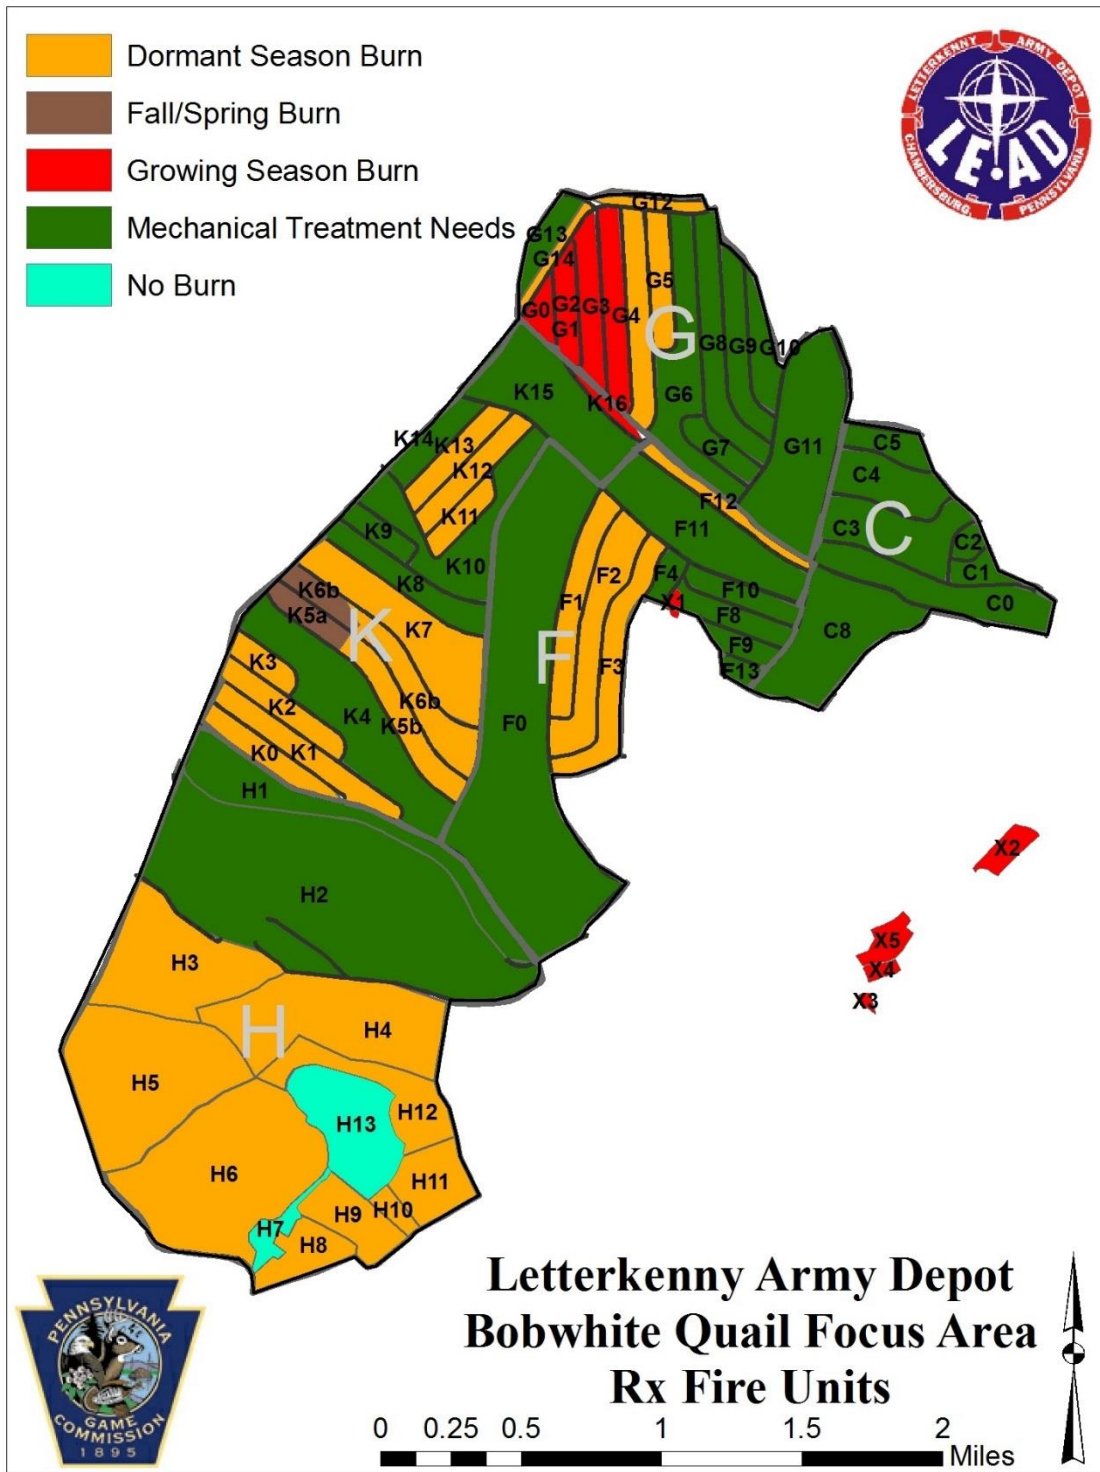 Dormant Season Burn
Fall/Spring Burn
Growing Season Burn
Mechanical Treatment Needs
No Burn
LETTERKENNY ARMY DEPOT
LE•AD
CHAMBERSBURG, PENNSYLVANIA
G12
G13
G14
G5
G0
G2
G3
G4
G
G1
G8
G9
G10
G6
K15
K16
G7
G11
C5
C4
C3
C
C2
C1
C0
C8
K14
K13
K12
K11
K9
K10
K8
F12
F11
F4
F10
X1
F8
F9
F13
F2
F1
F3
F
F0
K6b
K5a
K
K7
K6b
K5b
K3
K2
K4
K0
K1
H1
H2
X2
X5
X4
X3
H3
H
H4
H5
H13
H12
H6
H11
H7
H9
H10
H8
Letterkenny Army Depot
Bobwhite Quail Focus Area
Rx Fire Units
0 0.25 0.5 1 1.5 2
Miles
PENNSYLVANIA
GAME
COMMISSION
1895